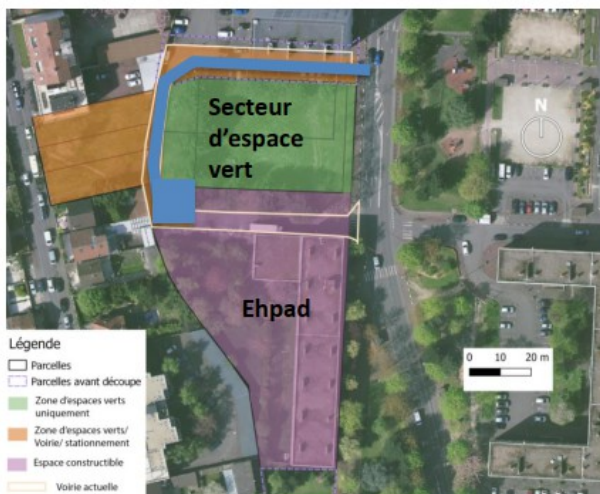 Secteur
d'espace
vert
N
Ehpad
Légende
Parcelles
Parcelles avant découpe
Zone d'espaces verts
uniquement
Zone d'espaces verts/
Voirie/ stationnement
Espace constructible
Voirie actuelle
0 10 20 m